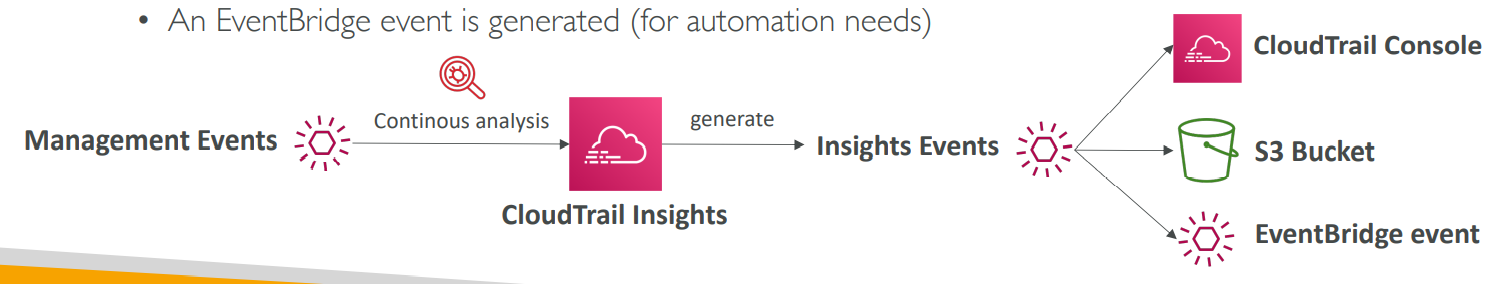 • An EventBridge event is generated (for automation needs)
CloudTrail Console
Continous analysis
generate
Management Events
Insights Events
S3 Bucket
CloudTrail Insights
EventBridge event